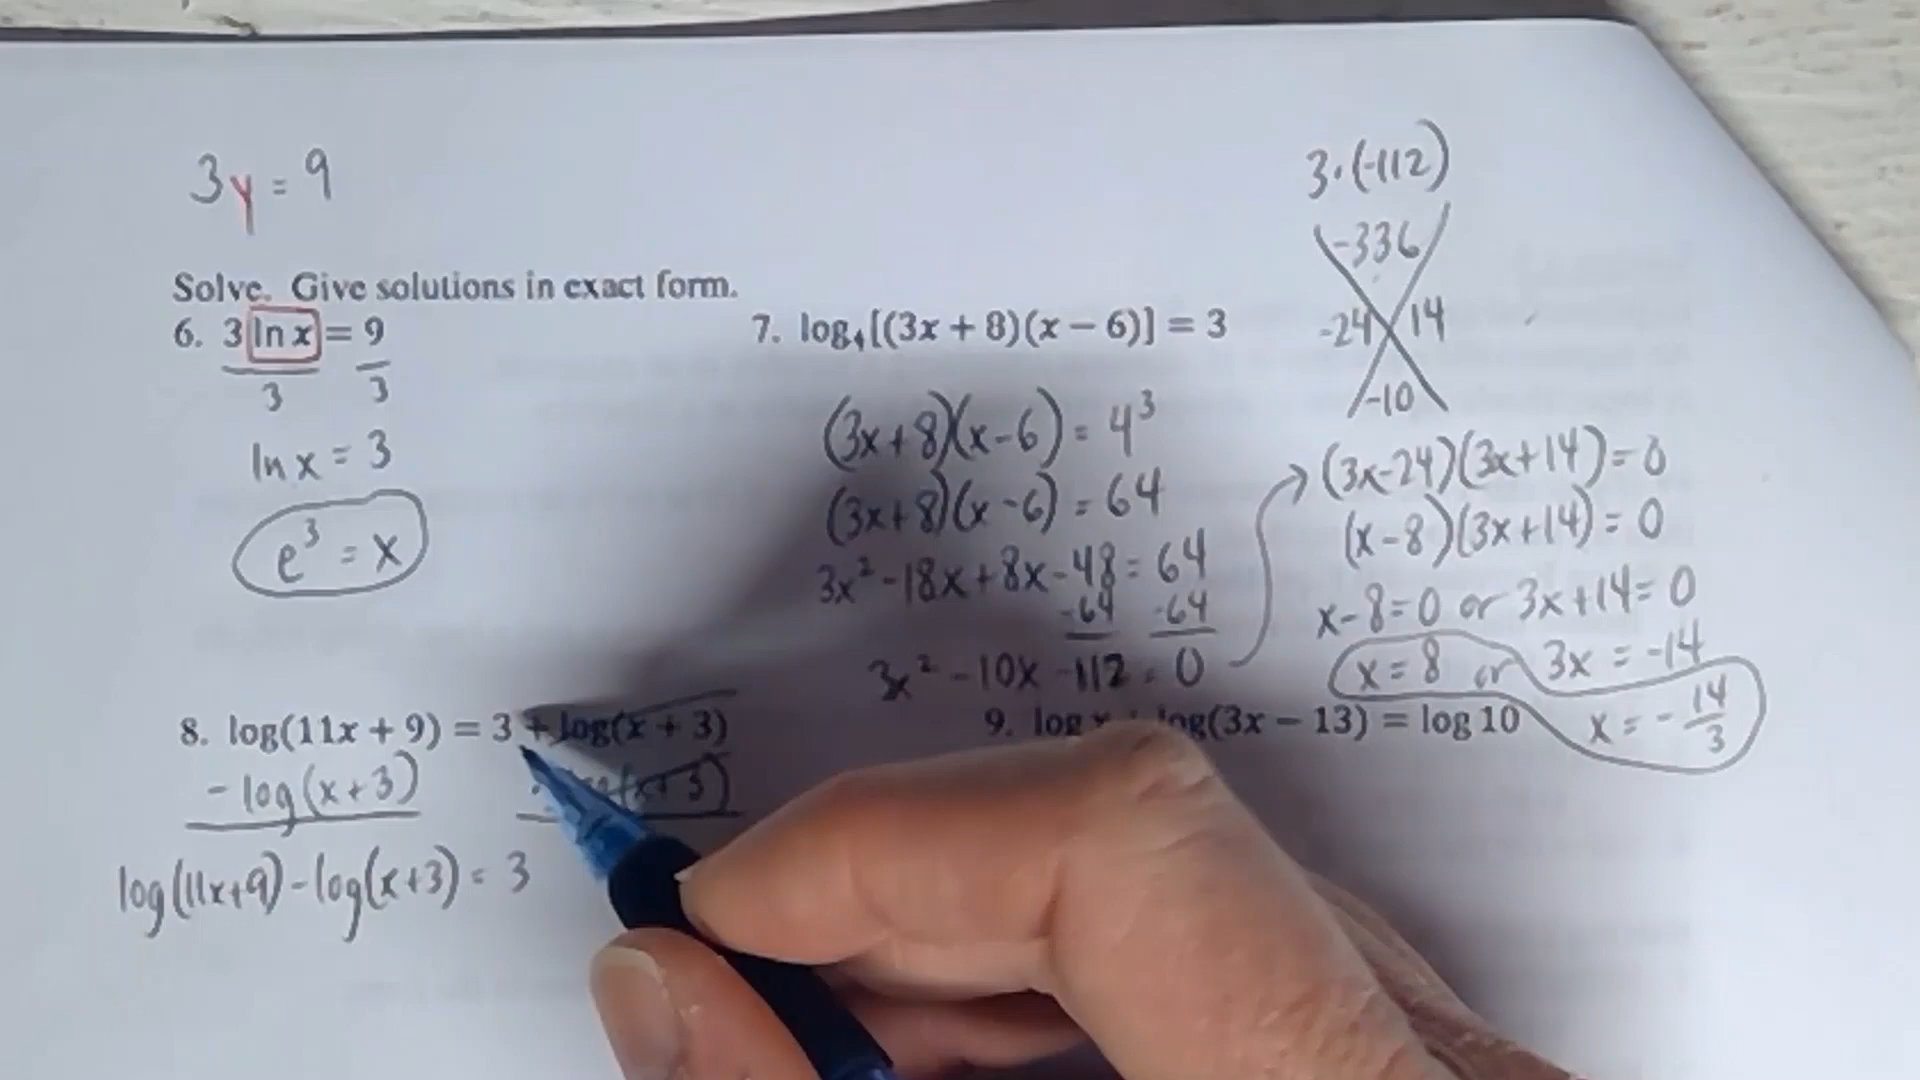 3y = 9
Solve. Give solutions in exact form.
6. 3 ln x = 9
3 3
ln x = 3
e³ = x
7. log₄[(3x + 8)(x − 6)] = 3
(3x+8)(x-6) = 4³
(3x+8)(x-6) = 64
3x² - 18x + 8x - 48 = 64
-64 -64
3x² - 10x - 112 = 0
3·(-112)
-336
-24 14
-10
(3x-24)(3x+14) = 0
(x-8)(3x+14) = 0
x-8=0 or 3x+14=0
x = 8 or 3x = -14
x = -14/3
8. log(11x + 9) = 3 + log(x + 3)
- log(x+3) (x+3)
log(11x+9) - log(x+3) = 3
9. log (3x − 13) = log 10